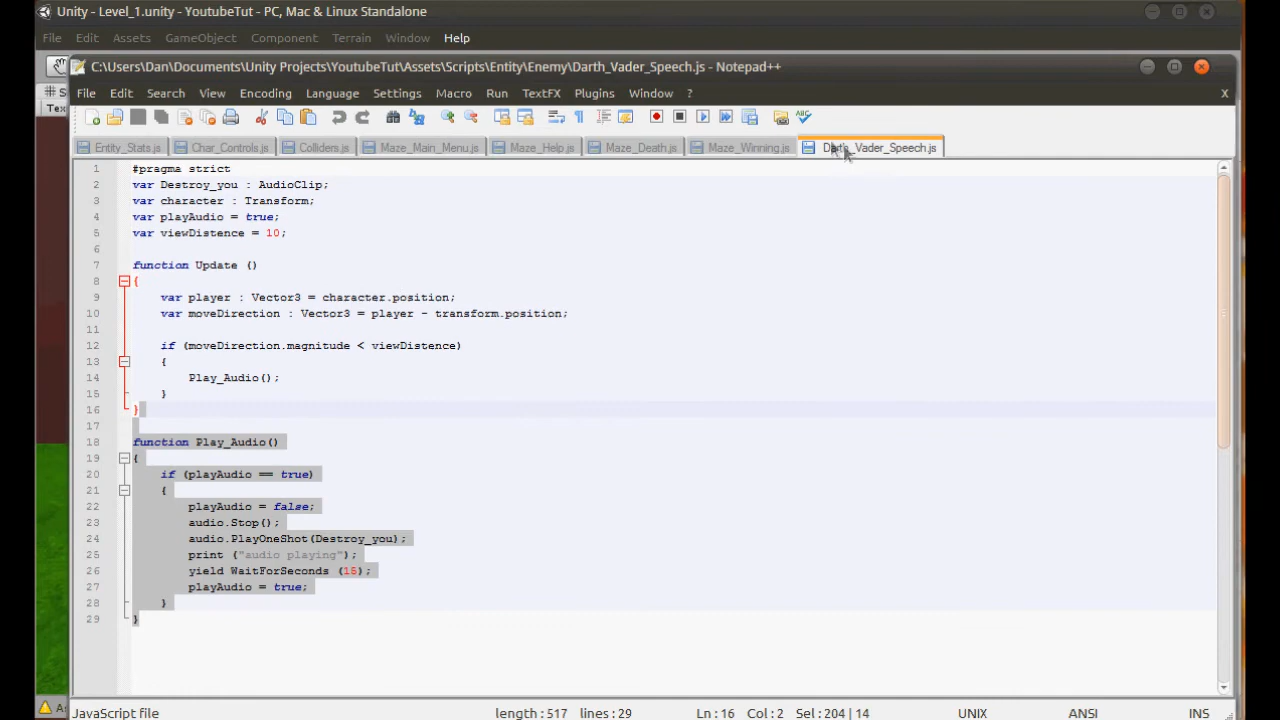 Unity - Level_1.unity - YoutubeTut - PC, Mac & Linux Standalone
File Edit Assets GameObject Component Terrain Window Help
C:\Users\Dan\Documents\Unity Projects\YoutubeTut\Assets\Scripts\Entity\Enemy\Darth_Vader_Speech.js - Notepad++
File Edit Search View Encoding Language Settings Macro Run TextFX Plugins Window ? X
Entity_Stats.js Char_Controls.js Colliders.js Maze_Main_Menu.js Maze_Help.js Maze_Death.js Maze_Winning.js Darth_Vader_Speech.js
1 #pragma strict
2 var Destroy_you : AudioClip;
3 var character : Transform;
4 var playAudio = true;
5 var viewDistance = 10;
6
7 function Update ()
8 {
9 var player : Vector3 = character.position;
10 var moveDirection : Vector3 = player - transform.position;
11
12 if (moveDirection.magnitude < viewDistance)
13 {
14 Play_Audio();
15 }
16 }
17
18 function Play_Audio()
19 {
20 if (playAudio == true)
21 {
22 playAudio = false;
23 audio.Stop();
24 audio.PlayOneShot(Destroy_you);
25 print ("audio playing");
26 yield WaitForSeconds (15);
27 playAudio = true;
28 }
29 }
JavaScript file length : 517 lines : 29 Ln : 16 Col : 2 Sel : 204 | 14 UNIX ANSI INS